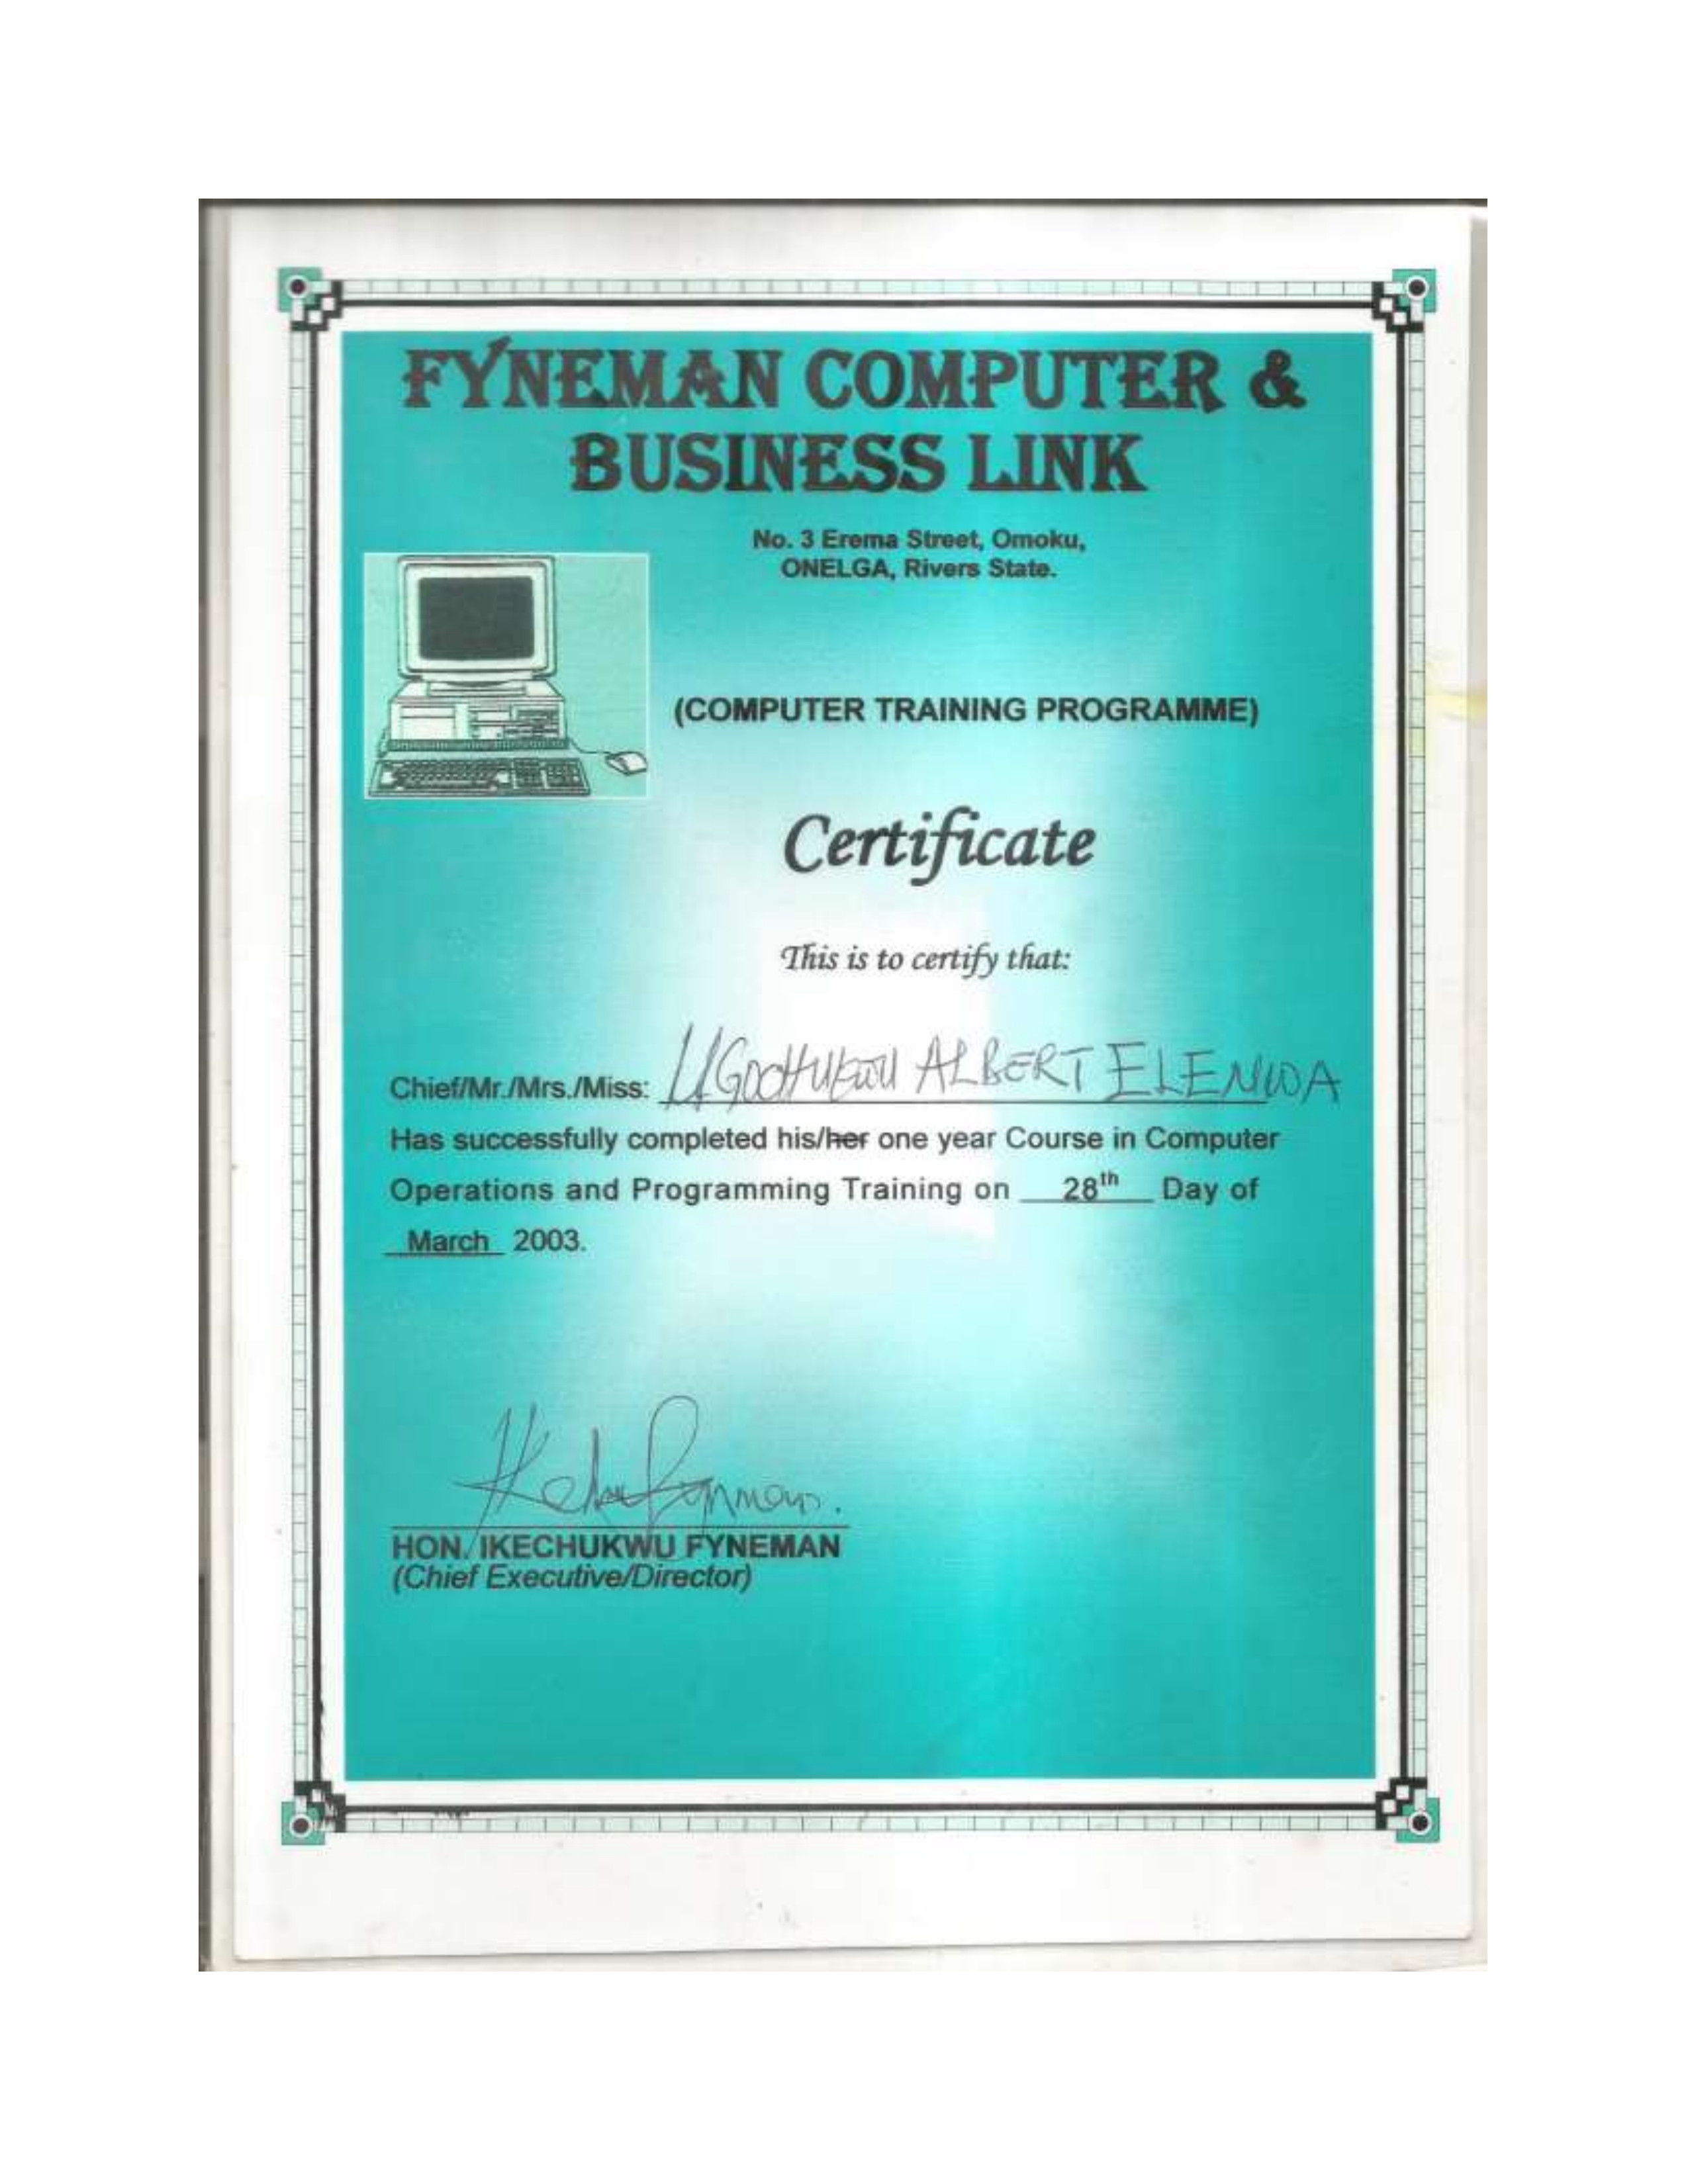 FYNEMAN COMPUTER &
BUSINESS LINK
No. 3 Erema Street, Omoku,
ONELGA, Rivers State.
(COMPUTER TRAINING PROGRAMME)
Certificate
This is to certify that:
Chief/Mr./Mrs./Miss: UGOCHUKWU ALBERT ELENWA
Has successfully completed his/her one year Course in Computer
Operations and Programming Training on 28th Day of
March 2003.
HON. IKECHUKWU FYNEMAN
(Chief Executive/Director)